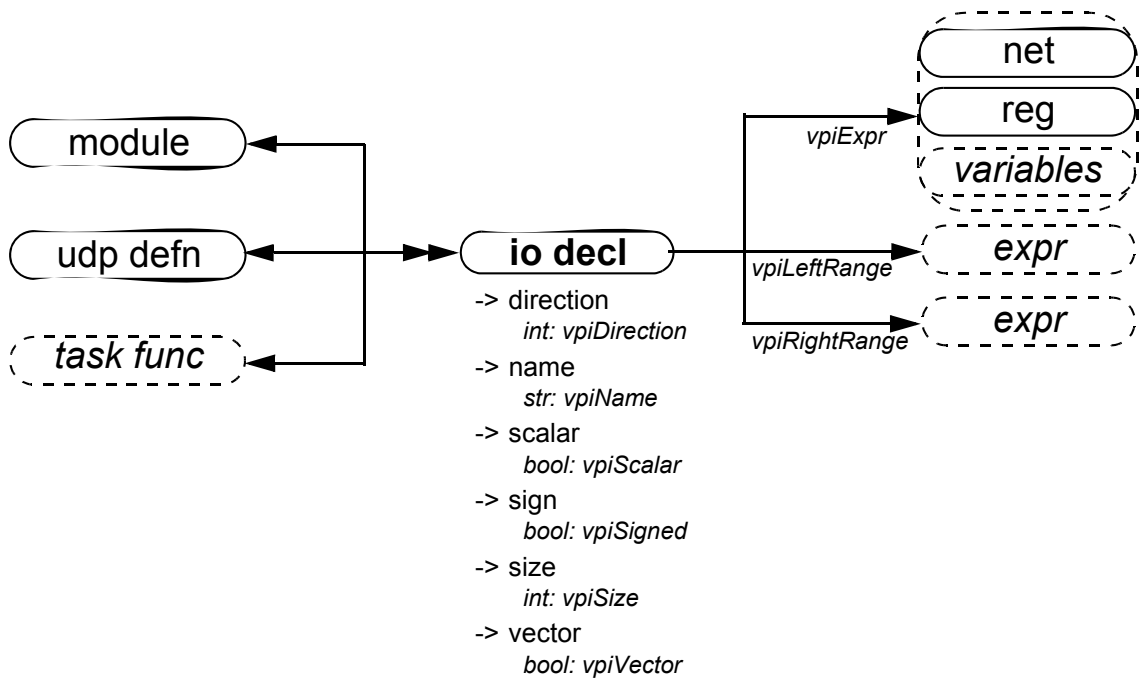 net
reg
variables
vpiExpr
module
udp defn
task func
io decl
-> direction
int: vpiDirection
-> name
str: vpiName
-> scalar
bool: vpiScalar
-> sign
bool: vpiSigned
-> size
int: vpiSize
-> vector
bool: vpiVector
expr
vpiLeftRange
expr
vpiRightRange